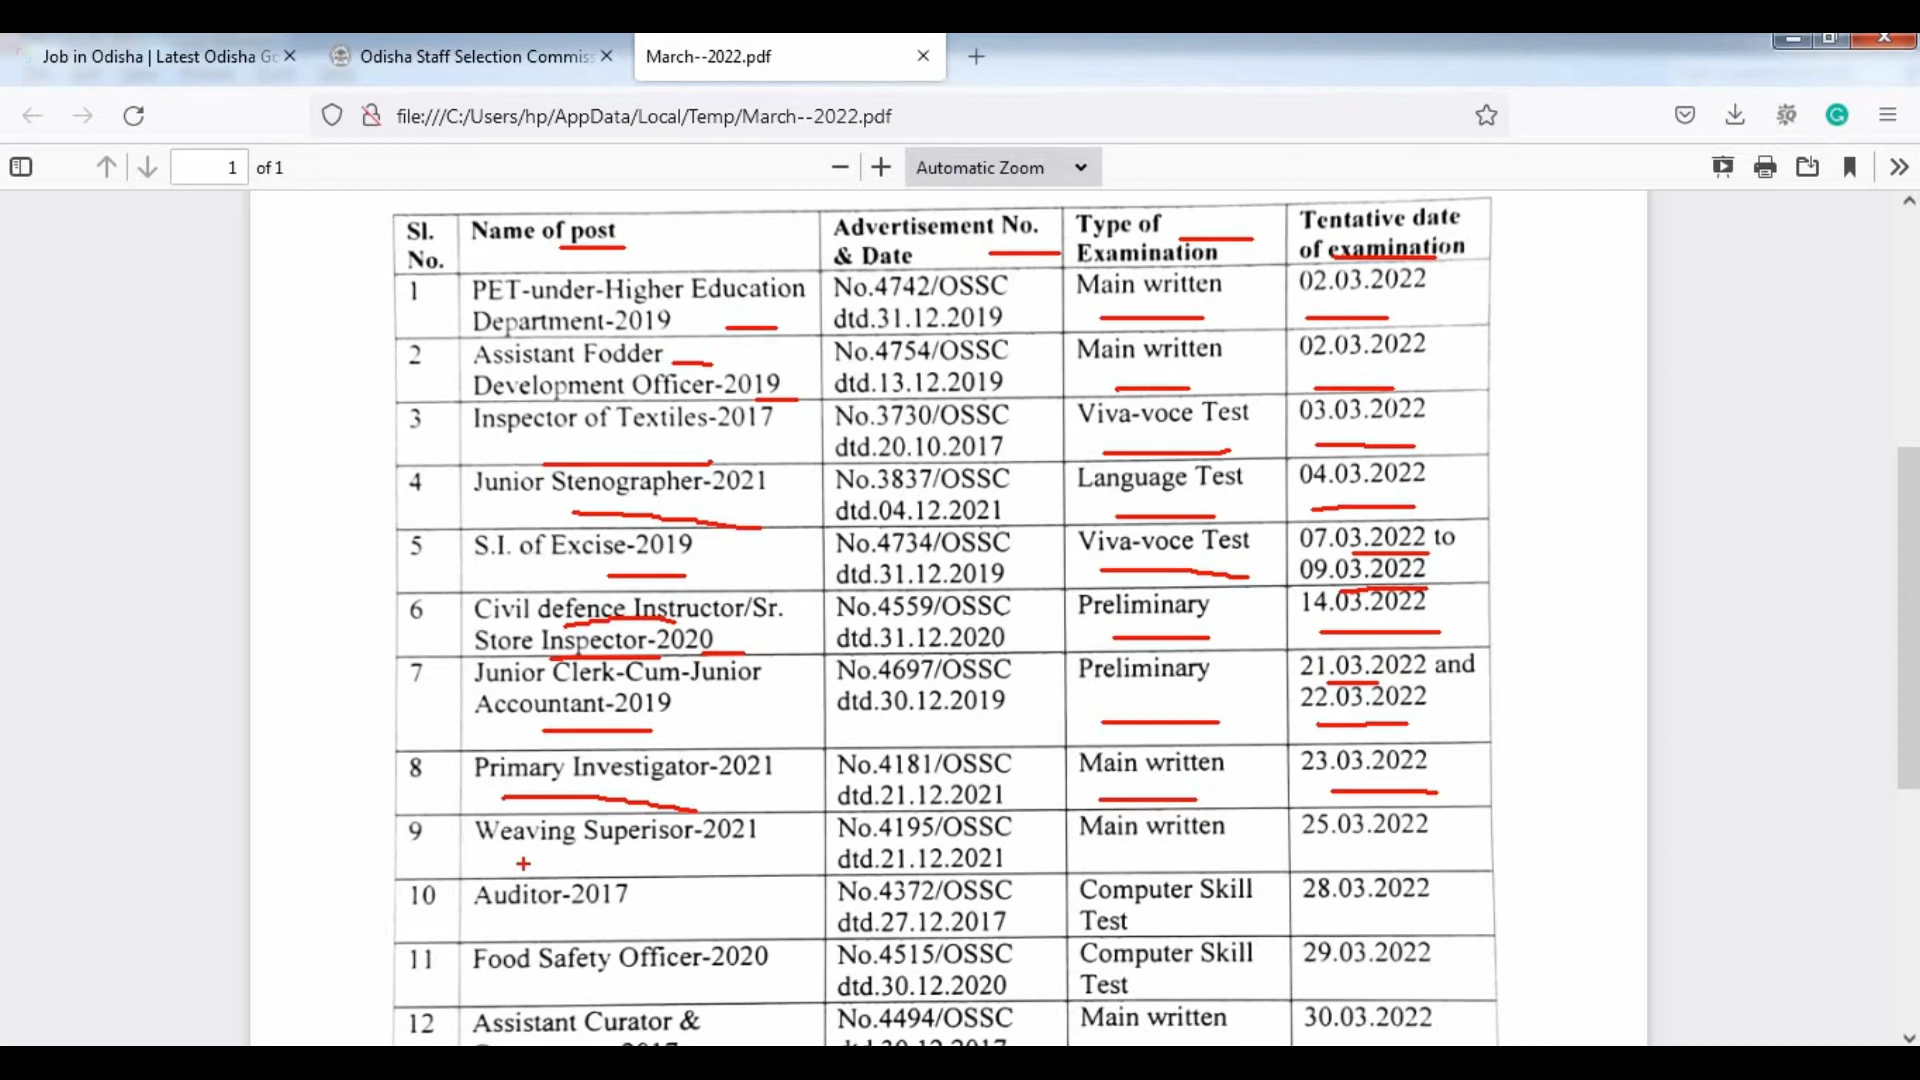 Job in Odisha | Latest Odisha Go
Odisha Staff Selection Commis
March--2022.pdf
file:///C:/Users/hp/AppData/Local/Temp/March--2022.pdf
1 of 1
Automatic Zoom
Sl. No. Name of post Advertisement No. & Date Type of Examination Tentative date of examination
1 PET-under-Higher Education Department-2019 No.4742/OSSC dtd.31.12.2019 Main written 02.03.2022
2 Assistant Fodder Development Officer-2019 No.4754/OSSC dtd.13.12.2019 Main written 02.03.2022
3 Inspector of Textiles-2017 No.3730/OSSC dtd.20.10.2017 Viva-voce Test 03.03.2022
4 Junior Stenographer-2021 No.3837/OSSC dtd.04.12.2021 Language Test 04.03.2022
5 S.I. of Excise-2019 No.4734/OSSC dtd.31.12.2019 Viva-voce Test 07.03.2022 to 09.03.2022
6 Civil defence Instructor/Sr. Store Inspector-2020 No.4559/OSSC dtd.31.12.2020 Preliminary 14.03.2022
7 Junior Clerk-Cum-Junior Accountant-2019 No.4697/OSSC dtd.30.12.2019 Preliminary 21.03.2022 and 22.03.2022
8 Primary Investigator-2021 No.4181/OSSC dtd.21.12.2021 Main written 23.03.2022
9 Weaving Superisor-2021 No.4195/OSSC dtd.21.12.2021 Main written 25.03.2022
10 Auditor-2017 No.4372/OSSC dtd.27.12.2017 Computer Skill Test 28.03.2022
11 Food Safety Officer-2020 No.4515/OSSC dtd.30.12.2020 Computer Skill Test 29.03.2022
12 Assistant Curator & No.4494/OSSC Main written 30.03.2022